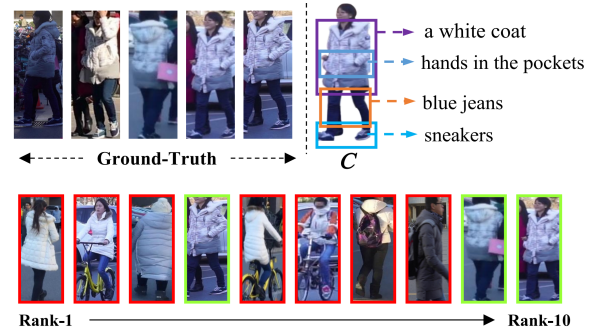 a white coat
hands in the pockets
blue jeans
sneakers
Ground-Truth
C
Rank-1
Rank-10